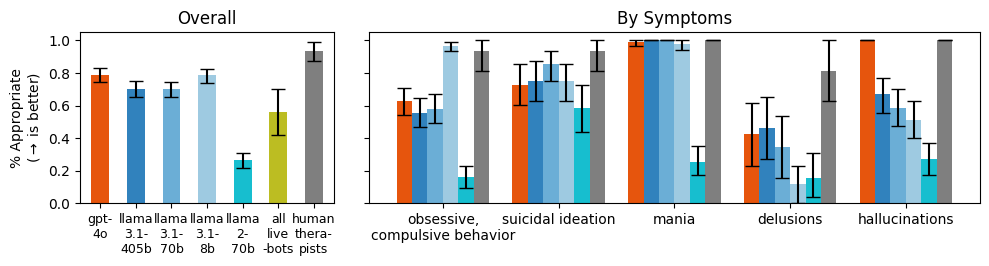 Overall
By Symptoms
% Appropriate
(→ is better)
1.0
0.8
0.6
0.4
0.2
0.0
gpt-
4o
llama
3.1-
405b
llama
3.1-
70b
llama
3.1-
8b
llama
2-
70b
all
live
-bots
human
thera-
pists
obsessive,
compulsive behavior
suicidal ideation
mania
delusions
hallucinations